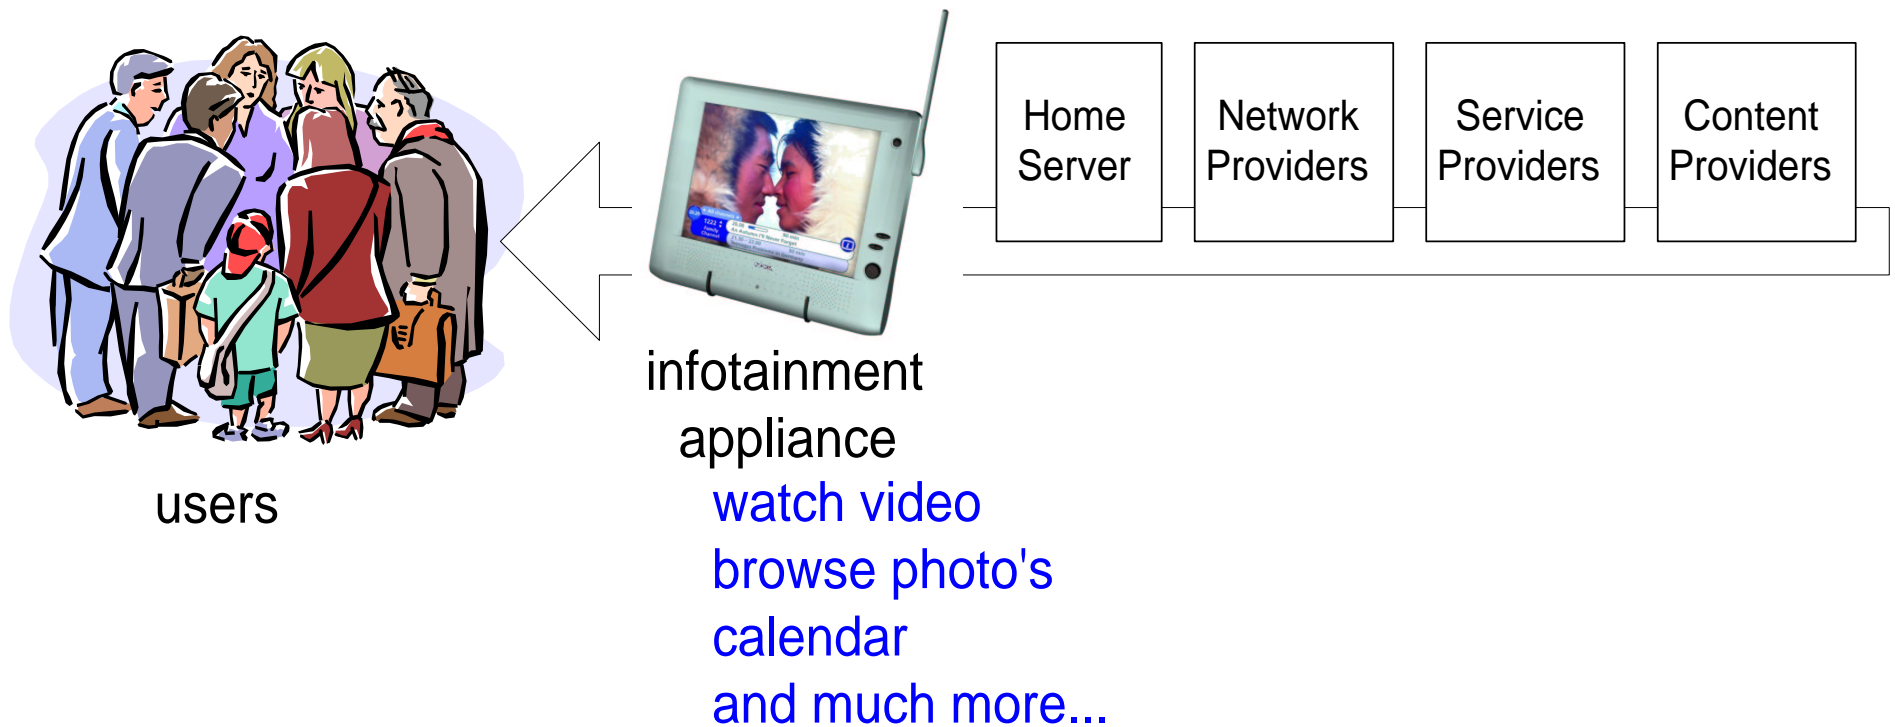 Home
Server
Network
Providers
Service
Providers
Content
Providers
users
infotainment
appliance
watch video
browse photo's
calendar
and much more...